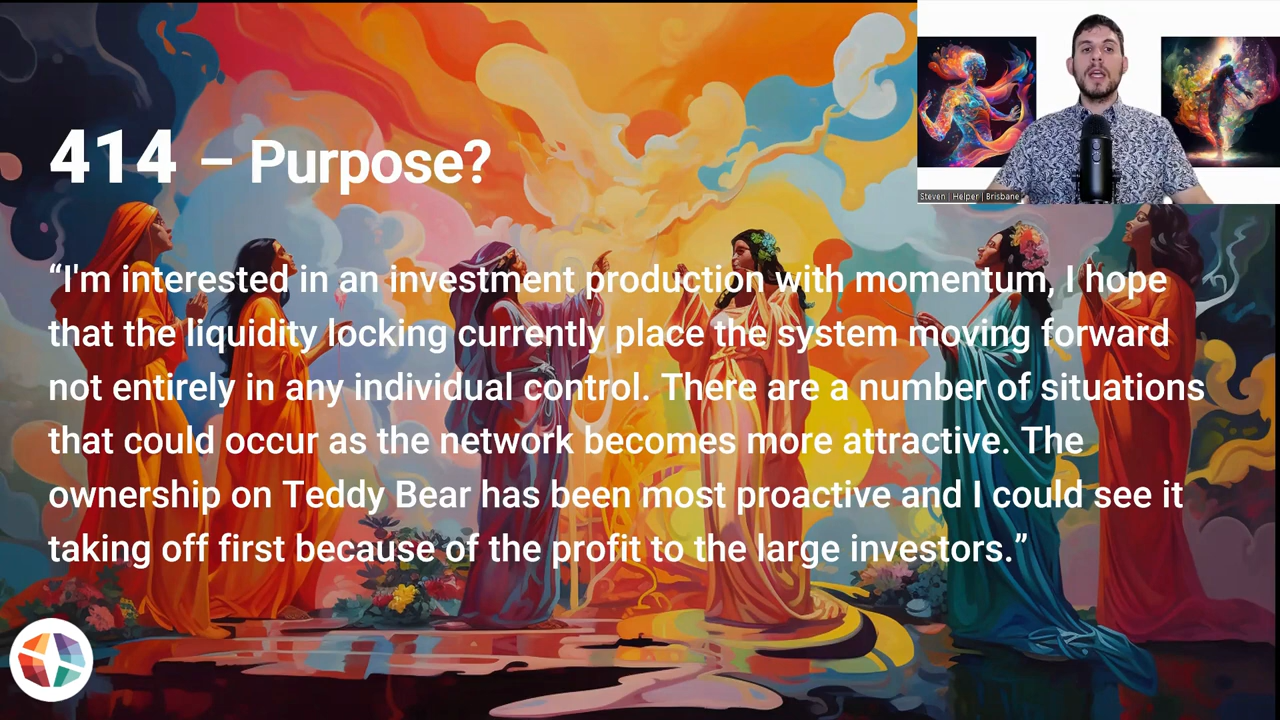 414 – Purpose?
Steven | Helper | Brisbane
“I'm interested in an investment production with momentum, I hope
that the liquidity locking currently place the system moving forward
not entirely in any individual control. There are a number of situations
that could occur as the network becomes more attractive. The
ownership on Teddy Bear has been most proactive and I could see it
taking off first because of the profit to the large investors.”